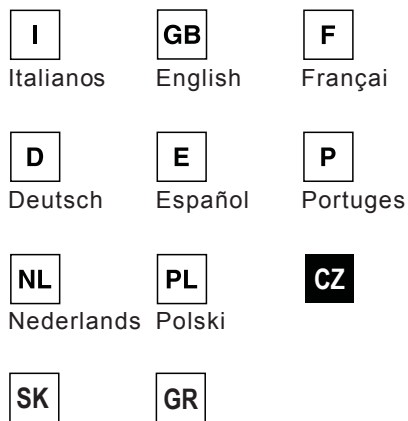 I GB F
Italianos English Françai
D E P
Deutsch Español Portuges
NL PL CZ
Nederlands Polski
SK GR